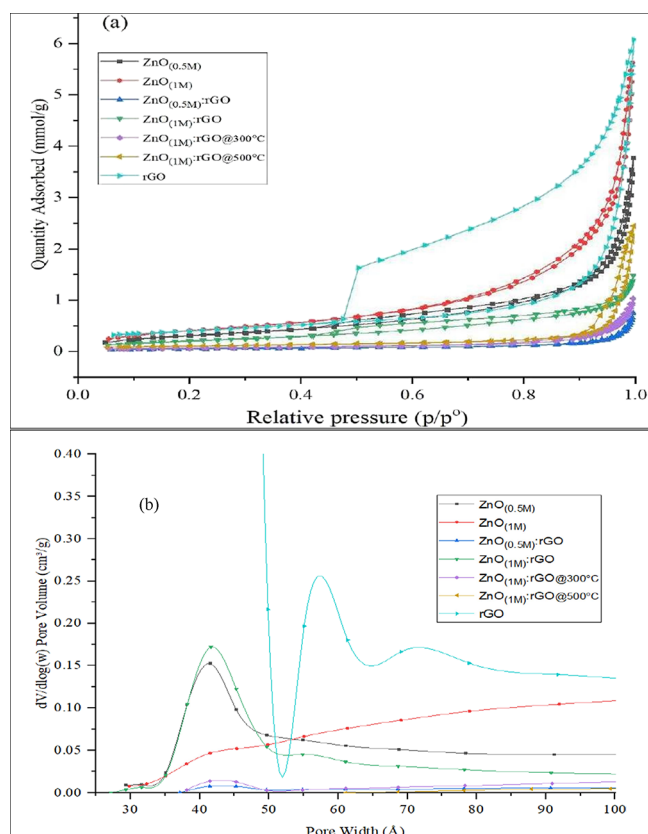 (a)
6
5
4
3
2
1
0
Quantity Adsorbed (mmol/g)
ZnO(0.5M)
ZnO(1M)
ZnO(0.5M):rGO
ZnO(1M):rGO
ZnO(1M):rGO@300°C
ZnO(1M):rGO@500°C
rGO
0.0 0.2 0.4 0.6 0.8 1.0
Relative pressure (p/p°)
(b)
0.40
0.35
0.30
0.25
0.20
0.15
0.10
0.05
0.00
dV/dlog(w) Pore Volume (cm³/g)
ZnO(0.5M)
ZnO(1M)
ZnO(0.5M):rGO
ZnO(1M):rGO
ZnO(1M):rGO@300°C
ZnO(1M):rGO@500°C
rGO
30 40 50 60 70 80 90 100
Pore Width (Å)